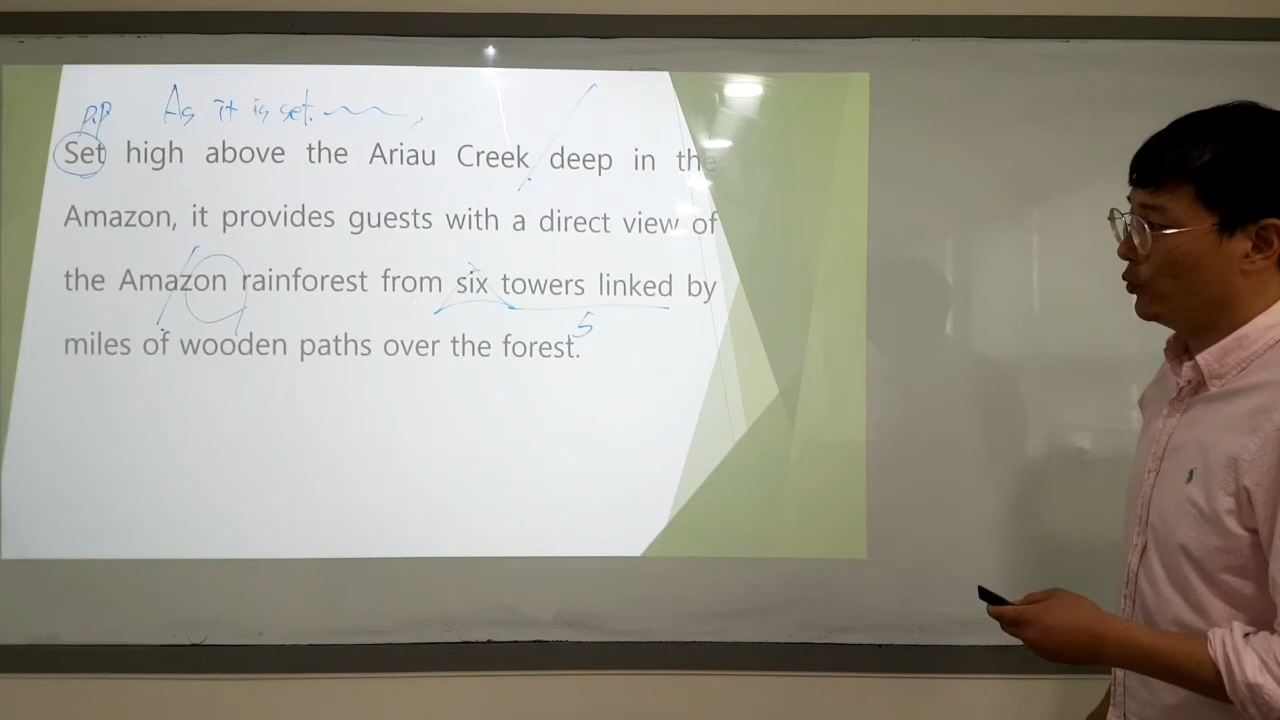 P.P As it is set.
Set high above the Ariau Creek deep in the
Amazon, it provides guests with a direct view of
the Amazon rainforest from six towers linked by
miles of wooden paths over the forest.
5